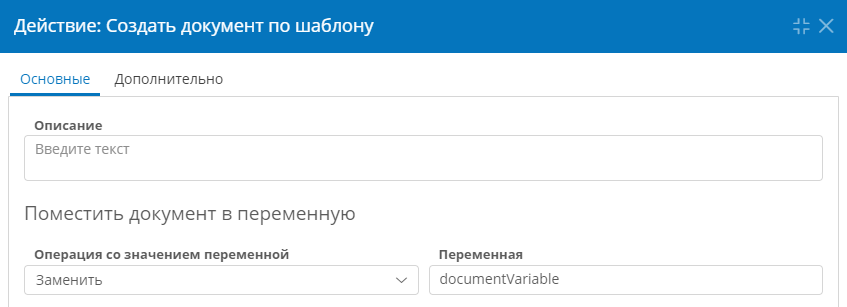 Действие: Создать документ по шаблону
Основные Дополнительно
Описание
Введите текст
Поместить документ в переменную
Операция со значением переменной Переменная
Заменить documentVariable